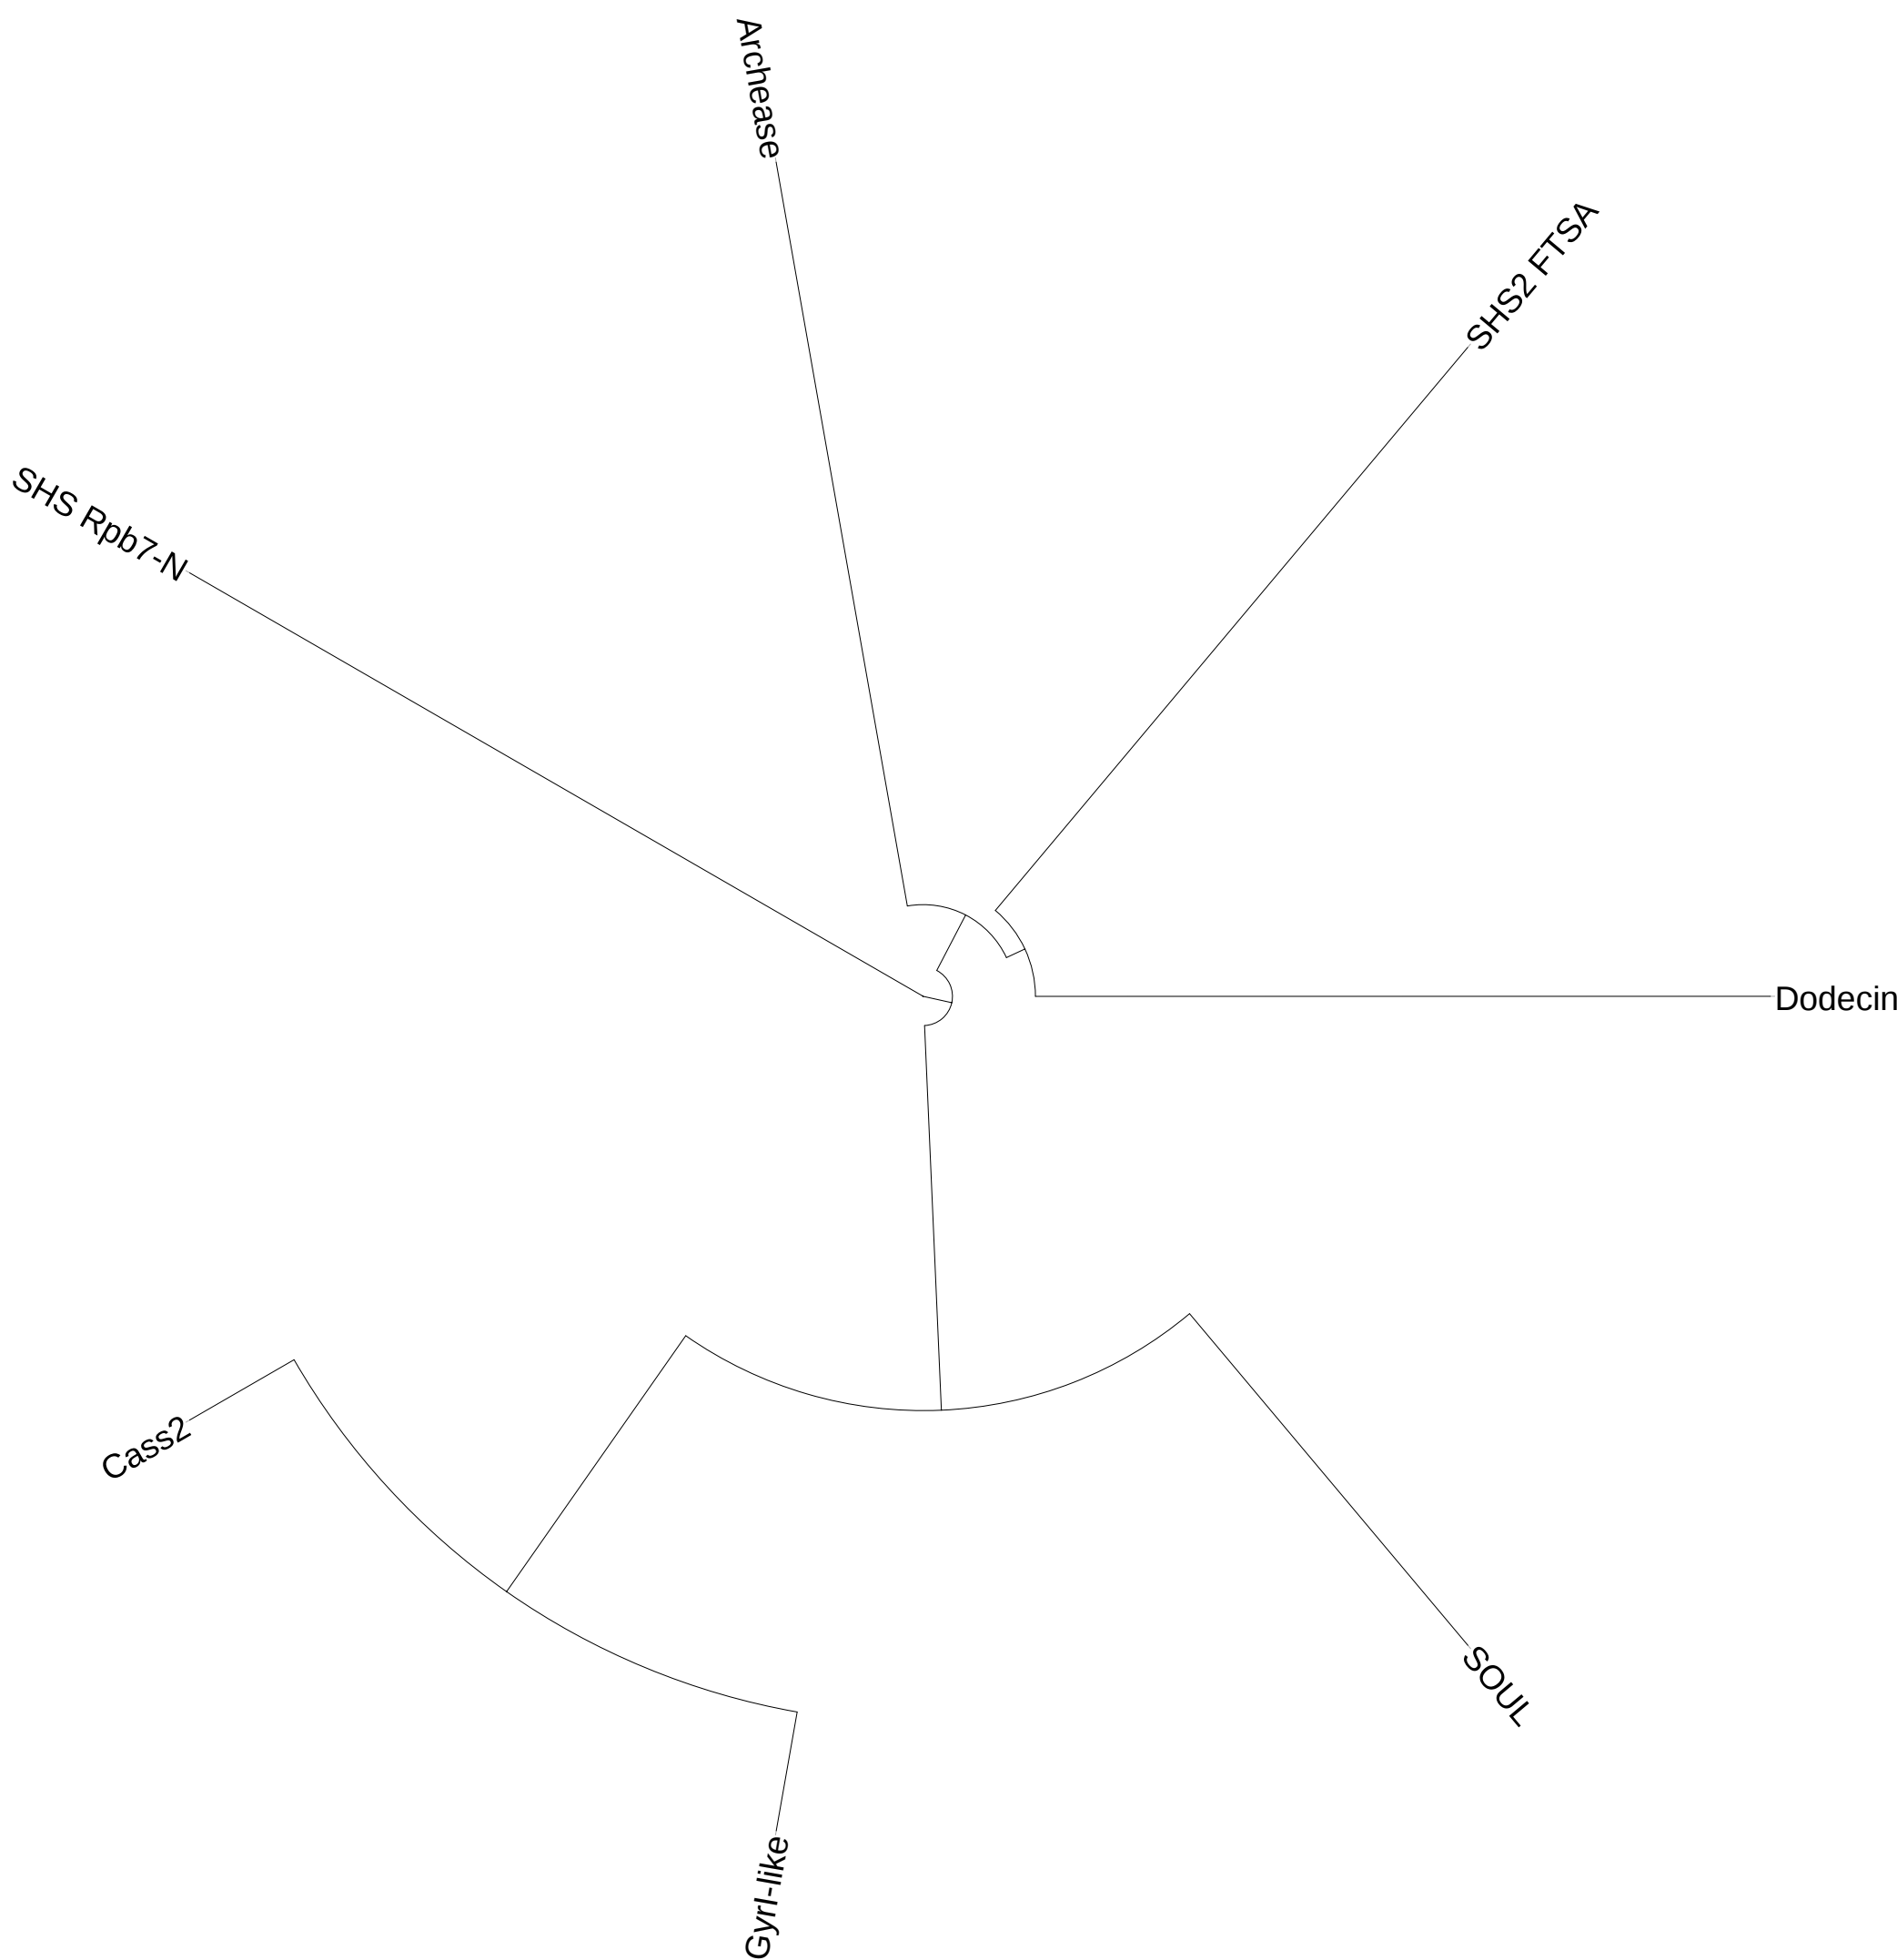 Archease
SHS2 FTSA
SHS Rpb7-N
Dodecin
Cass2
SOUL
GyrI-like